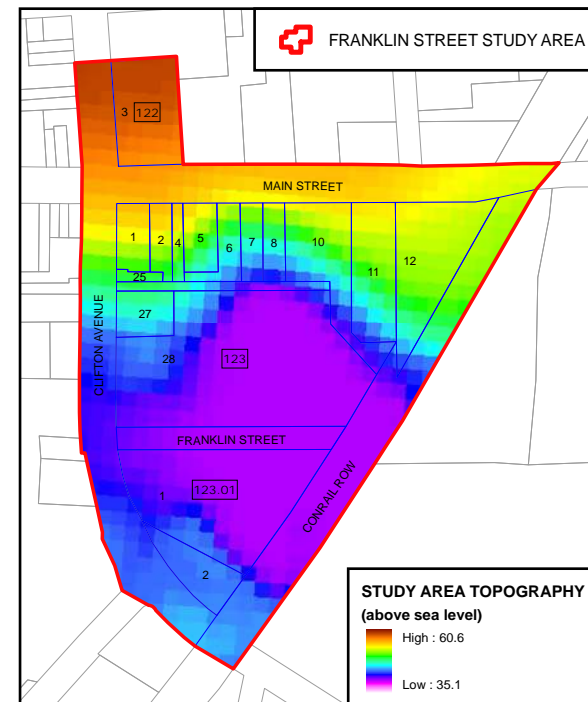 FRANKLIN STREET STUDY AREA
3 122
MAIN STREET
1 2 4 5 6 7 8 10 11 12
25
27
CLIFTON AVENUE
28 123
FRANKLIN STREET
1 123.01
CONRAIL ROW
2
STUDY AREA TOPOGRAPHY
(above sea level)
High : 60.6
Low : 35.1